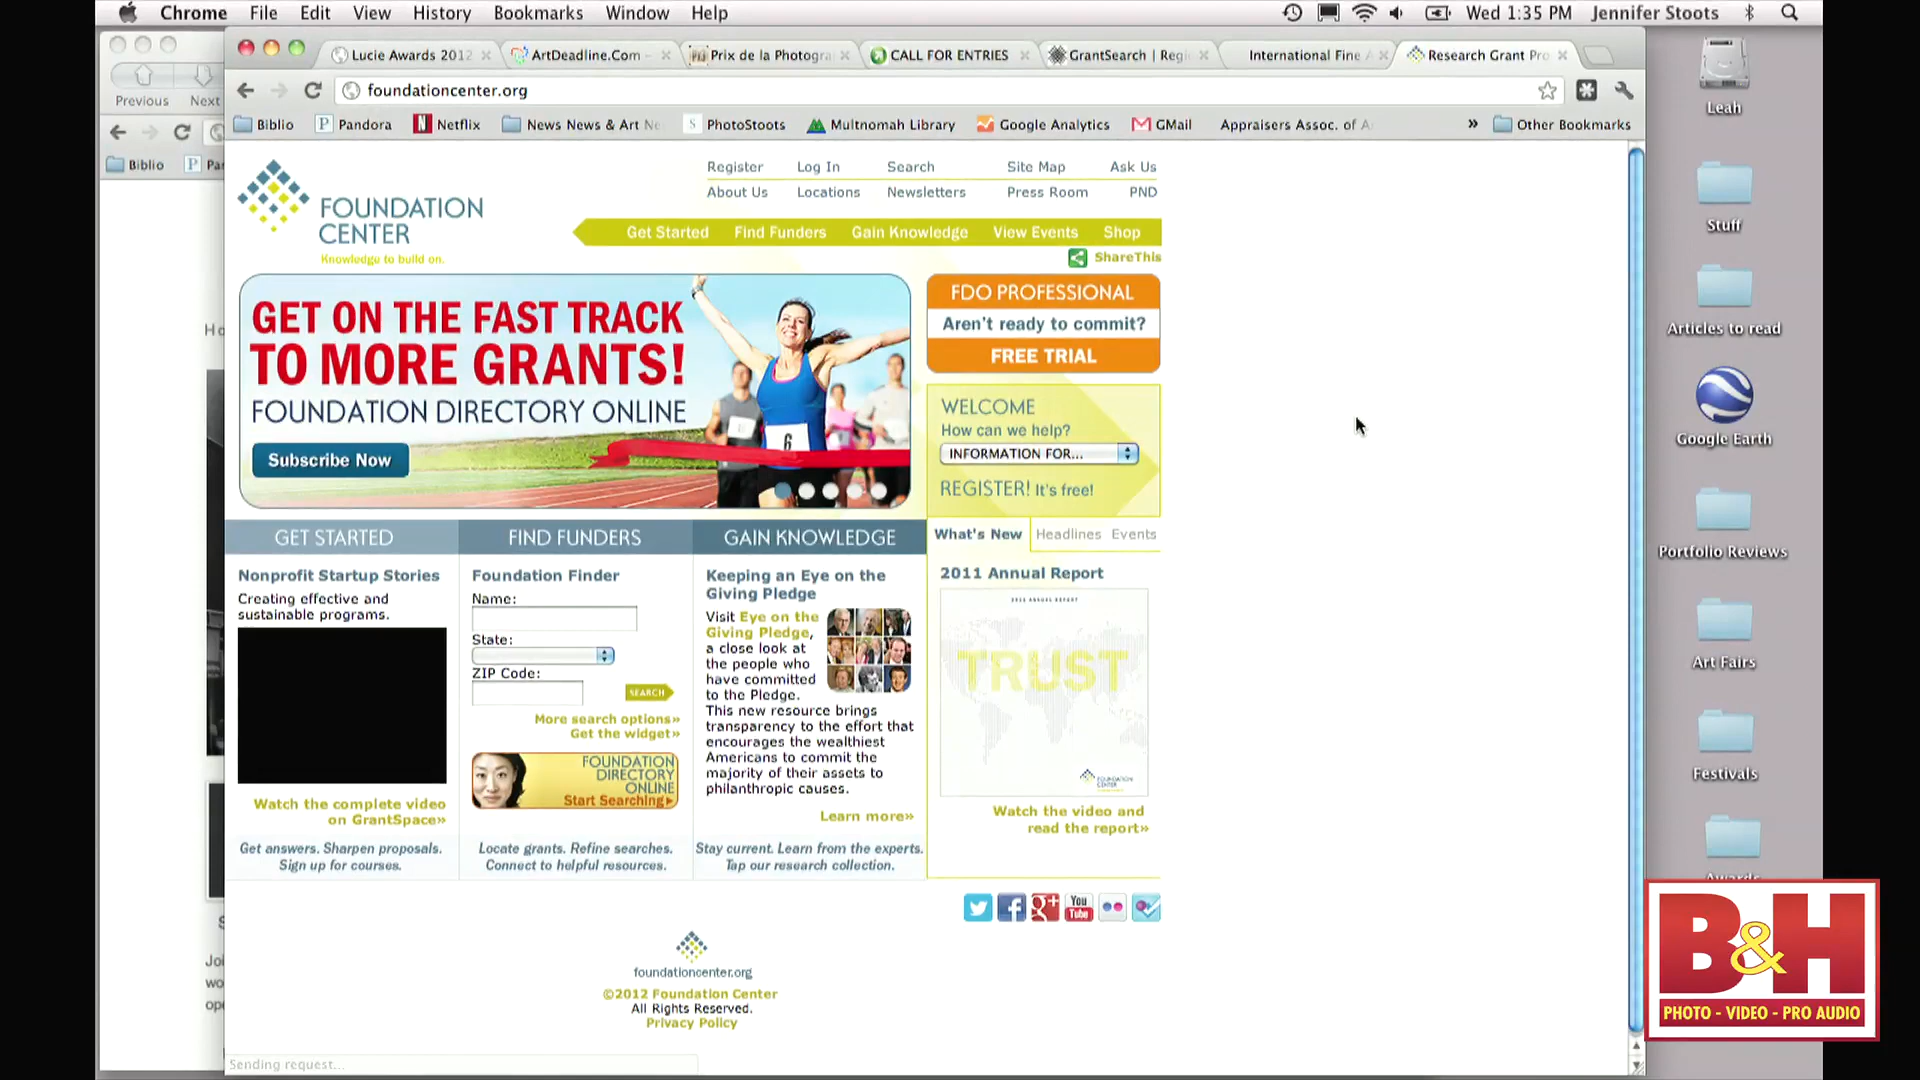 Chrome File Edit View History Bookmarks Window Help
Wed 1:35 PM Jennifer Stoots
Lucie Awards 2012
ArtDeadline.Com
Prix de la Photogra
CALL FOR ENTRIES
GrantSearch | Regi
International Fine
Research Grant Pro
foundationcenter.org
Biblio
Pandora
Netflix
News News & Art Ne
PhotoStoots
Multnomah Library
Google Analytics
GMail
Appraisers Assoc. of A
»
Other Bookmarks
Previous Next
Biblio
Register Log In Search Site Map Ask Us
About Us Locations Newsletters Press Room PND
FOUNDATION
CENTER
Knowledge to build on.
Get Started Find Funders Gain Knowledge View Events Shop
ShareThis
GET ON THE FAST TRACK
TO MORE GRANTS!
FOUNDATION DIRECTORY ONLINE
Subscribe Now
6
FDO PROFESSIONAL
Aren't ready to commit?
FREE TRIAL
WELCOME
How can we help?
INFORMATION FOR...
REGISTER! It's free!
GET STARTED
Nonprofit Startup Stories
Creating effective and
sustainable programs.
Watch the complete video
on GrantSpace»
Get answers. Sharpen proposals.
Sign up for courses.
FIND FUNDERS
Foundation Finder
Name:
State:
ZIP Code:
SEARCH
More search options»
Get the widget»
FOUNDATION
DIRECTORY
ONLINE
Start Searching
Locate grants. Refine searches.
Connect to helpful resources.
GAIN KNOWLEDGE
Keeping an Eye on the
Giving Pledge
Visit Eye on the
Giving Pledge,
a close look at
the people who
have committed
to the Pledge.
This new resource brings
transparency to the effort that
encourages the wealthiest
Americans to commit the
majority of their assets to
philanthropic causes.
Learn more»
Stay current. Learn from the experts.
Tap our research collection.
What's New Headlines Events
2011 Annual Report
2011 ANNUAL REPORT
TRUST
FOUNDATION
CENTER
Watch the video and
read the report»
You
Tube
foundationcenter.org
©2012 Foundation Center
All Rights Reserved.
Privacy Policy
Sending request...
Leah
Stuff
Articles to read
Google Earth
Portfolio Reviews
Art Fairs
Festivals
Awards
B&H
PHOTO - VIDEO - PRO AUDIO